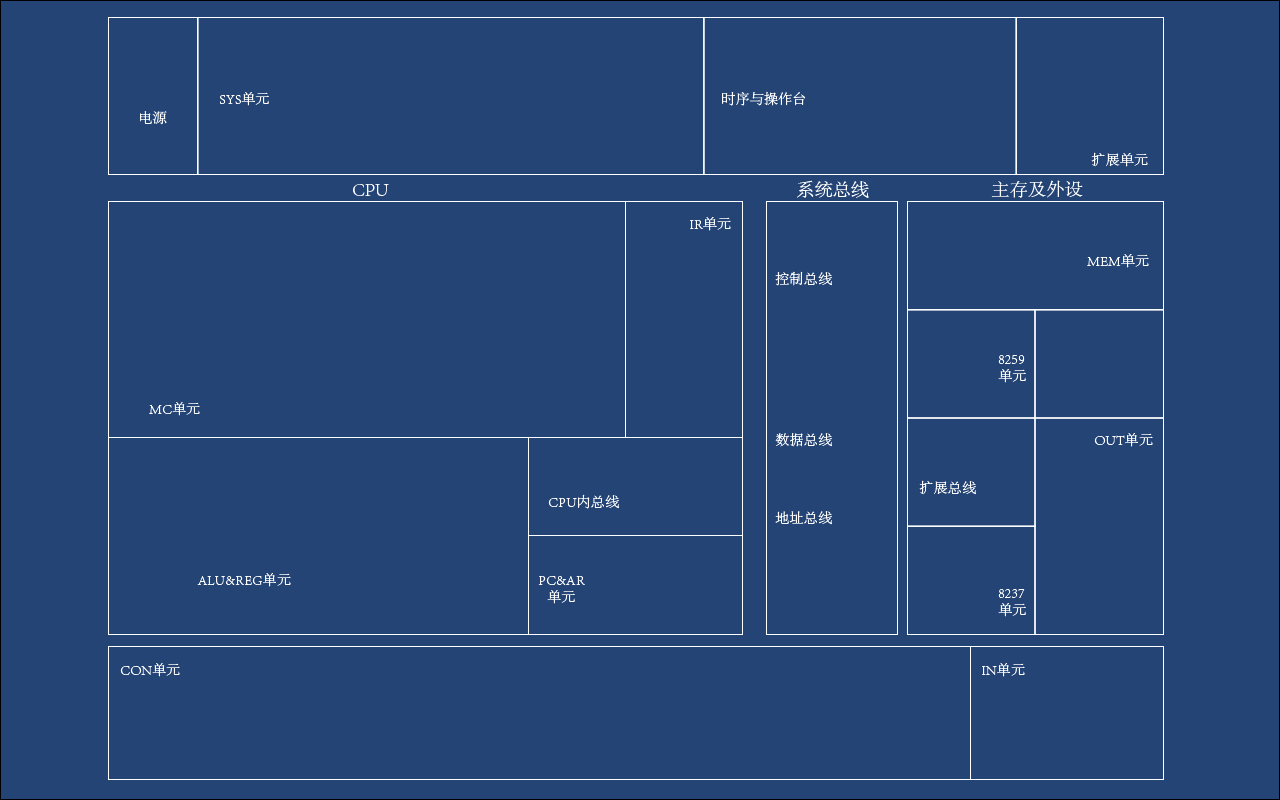 电源
SYS单元
时序与操作台
扩展单元
CPU
系统总线
主存及外设
MC单元
IR单元
ALU&REG单元
CPU内总线
PC&AR
单元
控制总线
数据总线
地址总线
MEM单元
8259
单元
扩展总线
OUT单元
8237
单元
CON单元
IN单元